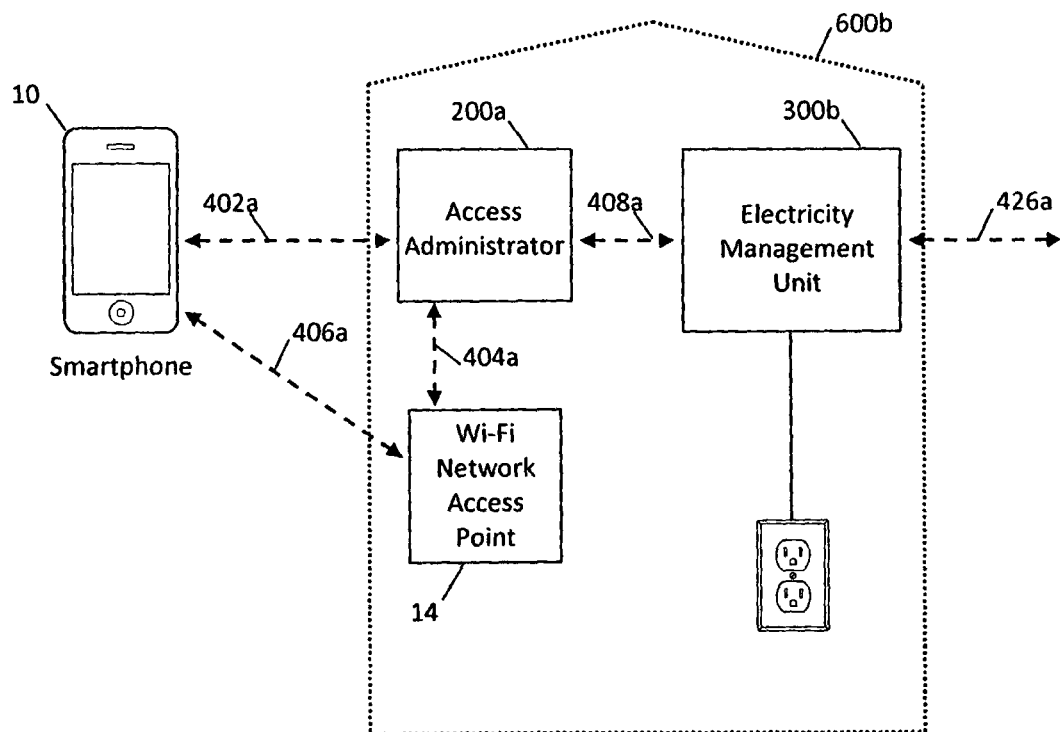 600b
10
200a
300b
402a
Access
Administrator
408a
Electricity
Management
Unit
426a
406a
404a
Smartphone
Wi-Fi
Network
Access
Point
14